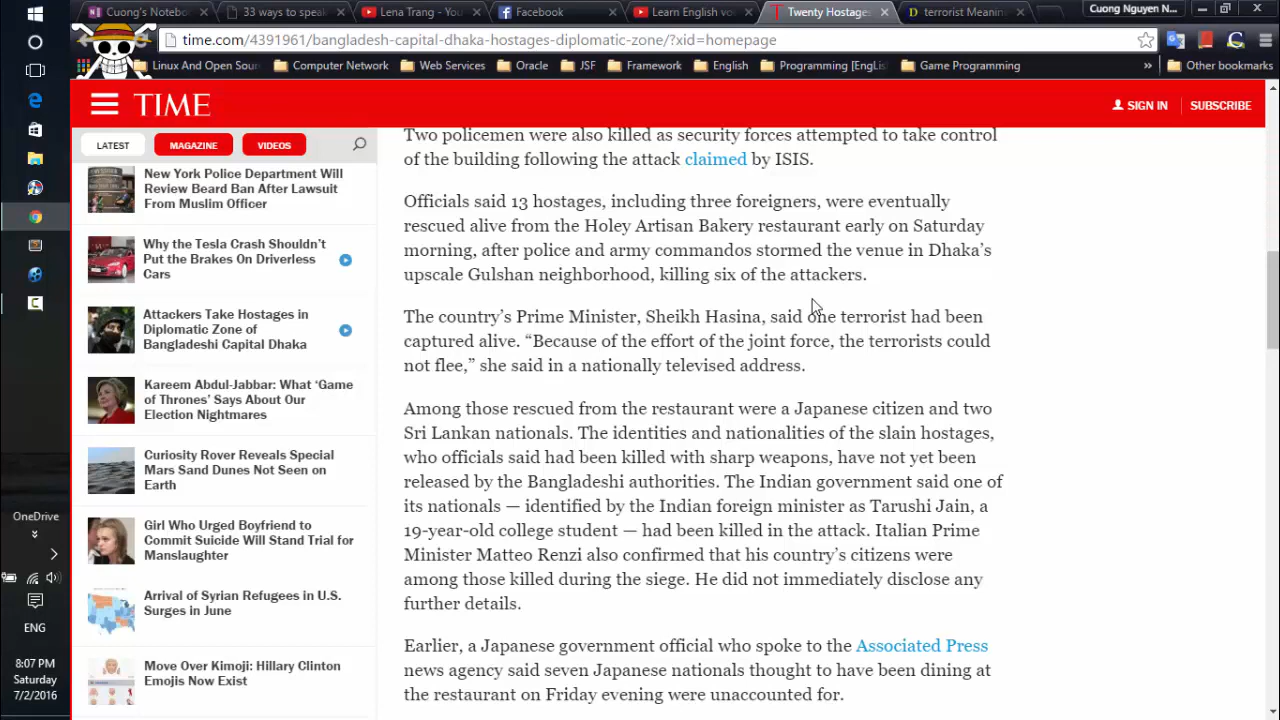 Cuong's Notebo
33 ways to speak
Lena Trang - You
Facebook
Learn English vo
Twenty Hostages
terrorist Meaning
Cuong Nguyen N...
time.com/4391961/bangladesh-capital-dhaka-hostages-diplomatic-zone/?xid=homepage
Linux And Open Sour
Computer Network
Web Services
Oracle
JSF
Framework
English
Programming [EngLis
Game Programming
»
Other bookmarks
TIME
SIGN IN
SUBSCRIBE
LATEST
MAGAZINE
VIDEOS
New York Police Department Will
Review Beard Ban After Lawsuit
From Muslim Officer
Why the Tesla Crash Shouldn't
Put the Brakes On Driverless
Cars
Attackers Take Hostages in
Diplomatic Zone of
Bangladeshi Capital Dhaka
Kareem Abdul-Jabbar: What 'Game
of Thrones' Says About Our
Election Nightmares
Curiosity Rover Reveals Special
Mars Sand Dunes Not Seen on
Earth
Girl Who Urged Boyfriend to
Commit Suicide Will Stand Trial for
Manslaughter
Arrival of Syrian Refugees in U.S.
Surges in June
Move Over Kimoji: Hillary Clinton
Emojis Now Exist
Two policemen were also killed as security forces attempted to take control
of the building following the attack claimed by ISIS.
Officials said 13 hostages, including three foreigners, were eventually
rescued alive from the Holey Artisan Bakery restaurant early on Saturday
morning, after police and army commandos stormed the venue in Dhaka's
upscale Gulshan neighborhood, killing six of the attackers.
The country's Prime Minister, Sheikh Hasina, said one terrorist had been
captured alive. "Because of the effort of the joint force, the terrorists could
not flee," she said in a nationally televised address.
Among those rescued from the restaurant were a Japanese citizen and two
Sri Lankan nationals. The identities and nationalities of the slain hostages,
who officials said had been killed with sharp weapons, have not yet been
released by the Bangladeshi authorities. The Indian government said one of
its nationals — identified by the Indian foreign minister as Tarushi Jain, a
19-year-old college student — had been killed in the attack. Italian Prime
Minister Matteo Renzi also confirmed that his country's citizens were
among those killed during the siege. He did not immediately disclose any
further details.
Earlier, a Japanese government official who spoke to the Associated Press
news agency said seven Japanese nationals thought to have been dining at
the restaurant on Friday evening were unaccounted for.
OneDrive
ENG
8:07 PM
Saturday
7/2/2016